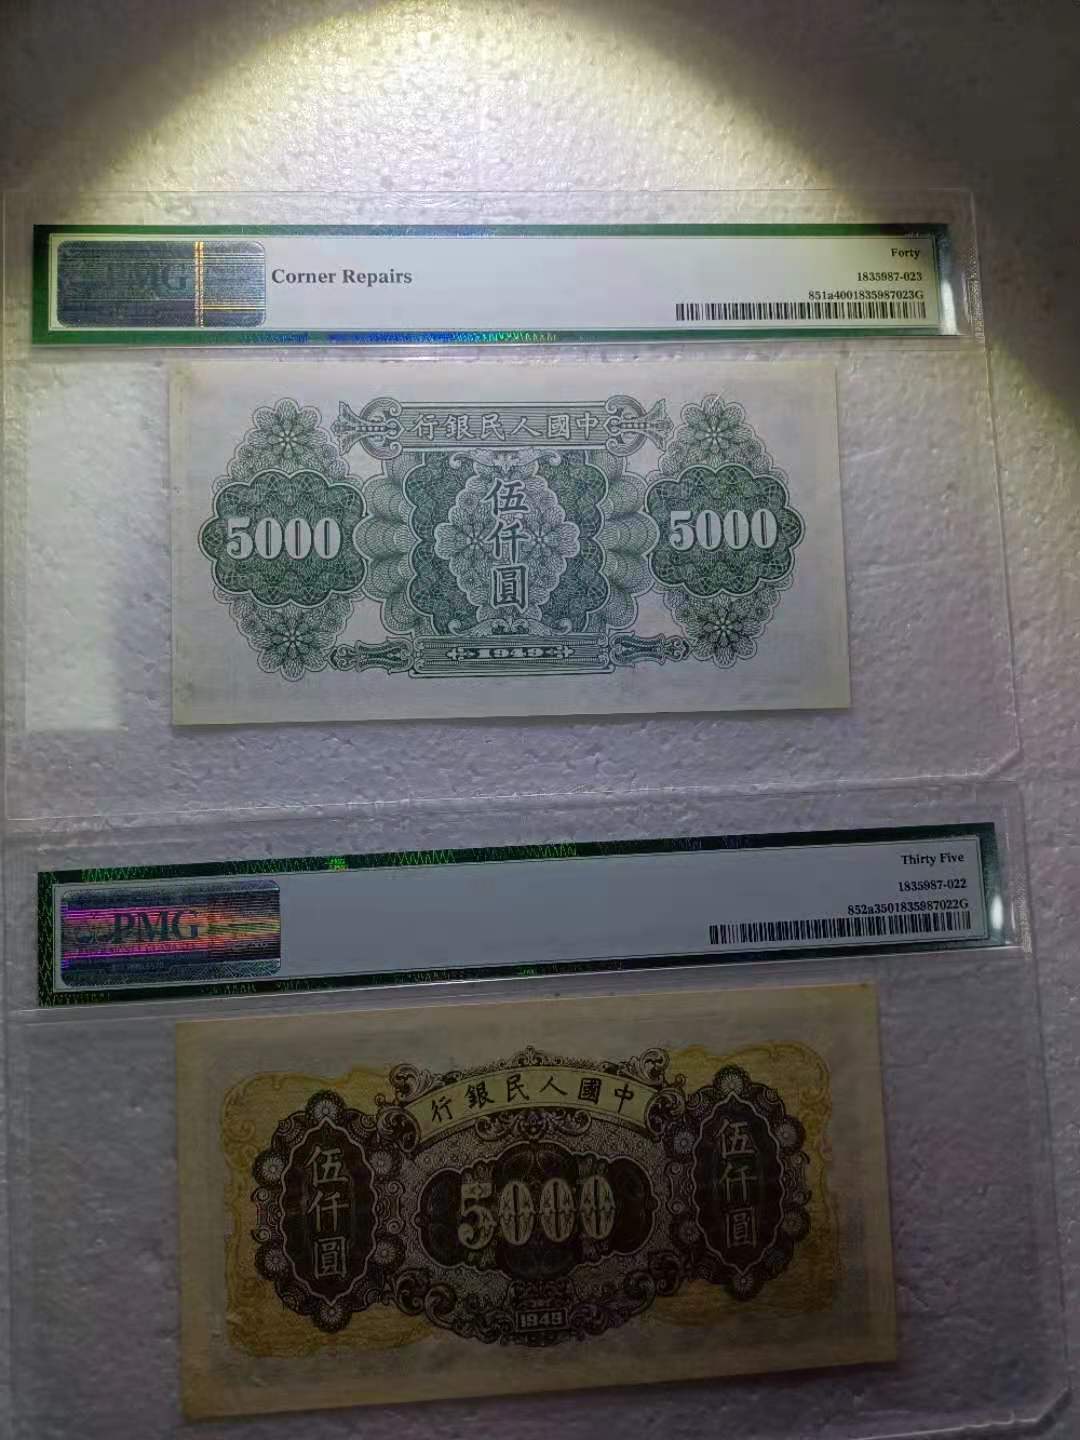 PMG
Corner Repairs
Forty
1835987-023
851a4001835987023G
行銀民人國中
5000
伍仟圓
5000
1949
PMG
Thirty Five
1835987-022
852a3501835987022G
行銀民人國中
伍仟圓
5000
伍仟圓
1949